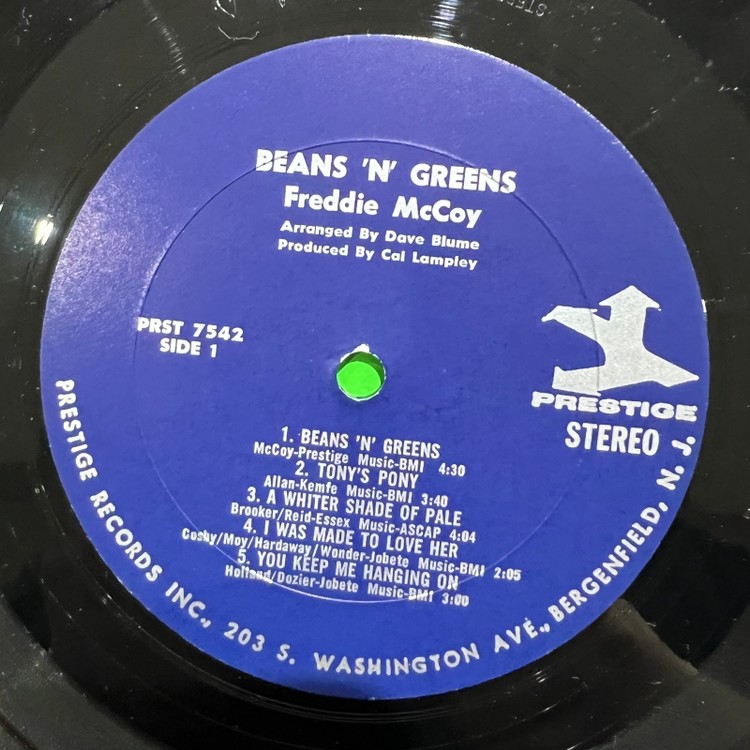 BEANS 'N' GREENS
Freddie McCoy
Arranged By Dave Blume
Produced By Cal Lampley
PRST 7542
SIDE 1
PRESTIGE
STEREO
1. BEANS 'N' GREENS
McCoy-Prestige Music-BMI 4:30
2. TONY'S PONY
Allan-Kemfe Music-BMI 3:40
3. A WHITER SHADE OF PALE
Brooker/Reid-Essex Music-ASCAP 4:04
4. I WAS MADE TO LOVE HER
Cosby/Moy/Hardaway/Wonder-Jobete Music-BMI 2:05
5. YOU KEEP ME HANGING ON
Holland/Dozier-Jobete Music-BMI 3:00
PRESTIGE RECORDS INC., 203 S. WASHINGTON AVE., BERGENFIELD, N. J.